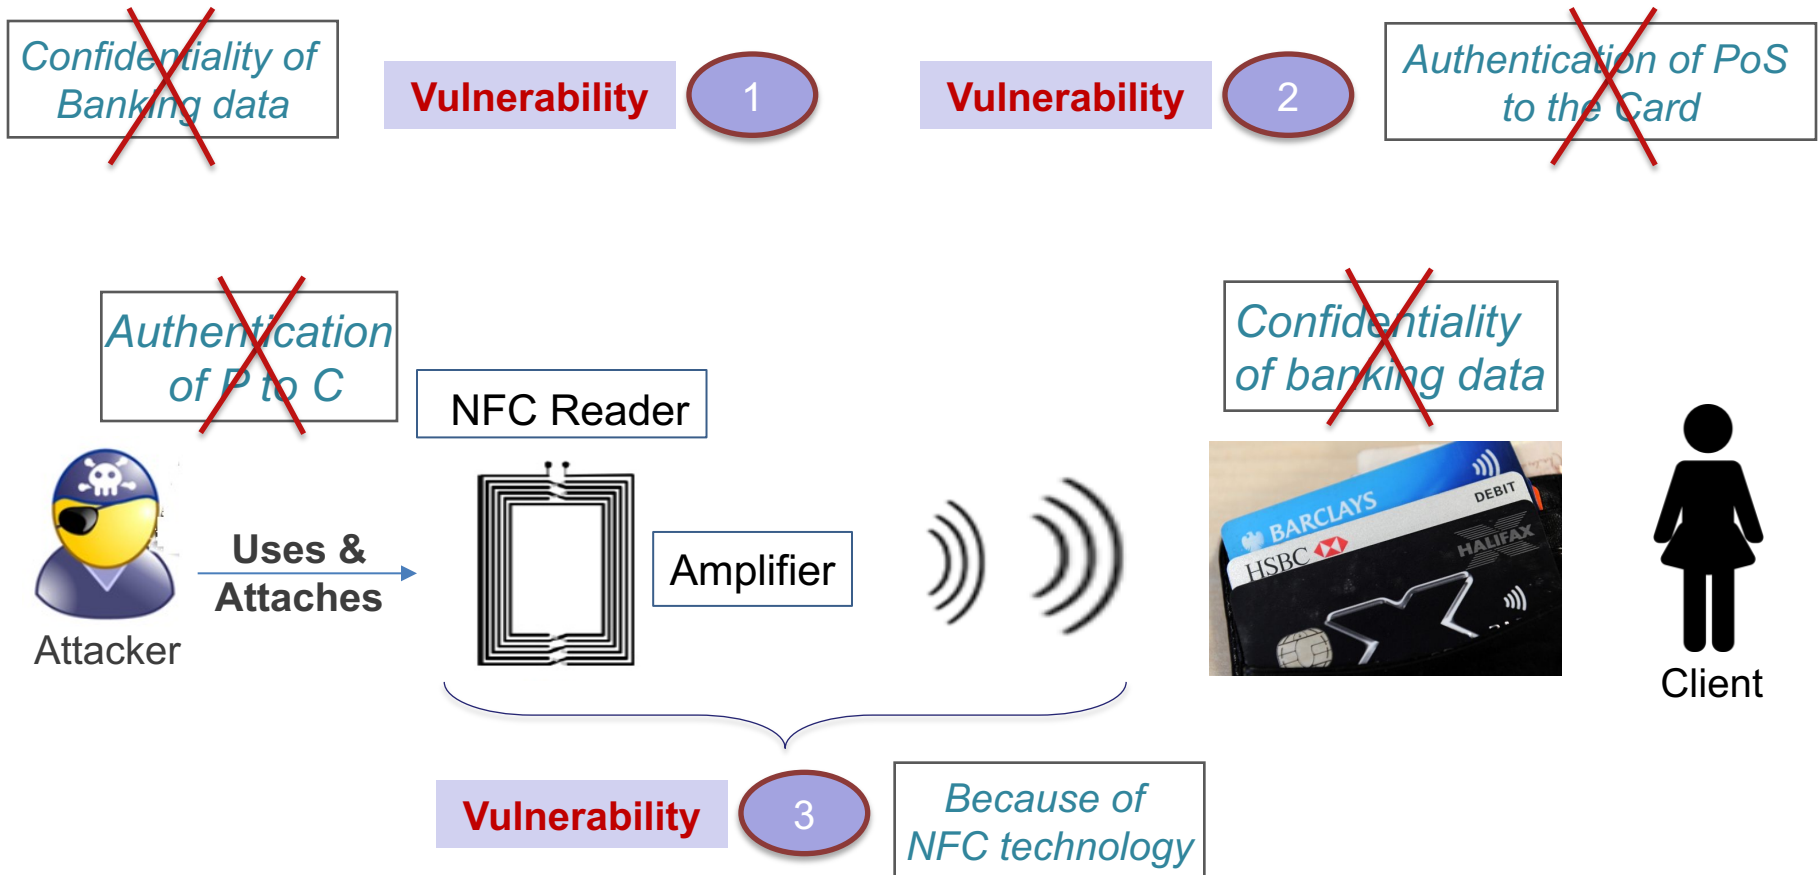 Confidentiality of
Banking data
Vulnerability
1
Vulnerability
2
Authentication of PoS
to the Card
Authentication
of P to C
NFC Reader
Confidentiality
of banking data
Uses &
Attaches
Amplifier
Attacker
BARCLAYS
DEBIT
HSBC
HALIFAX
Client
Vulnerability
3
Because of
NFC technology